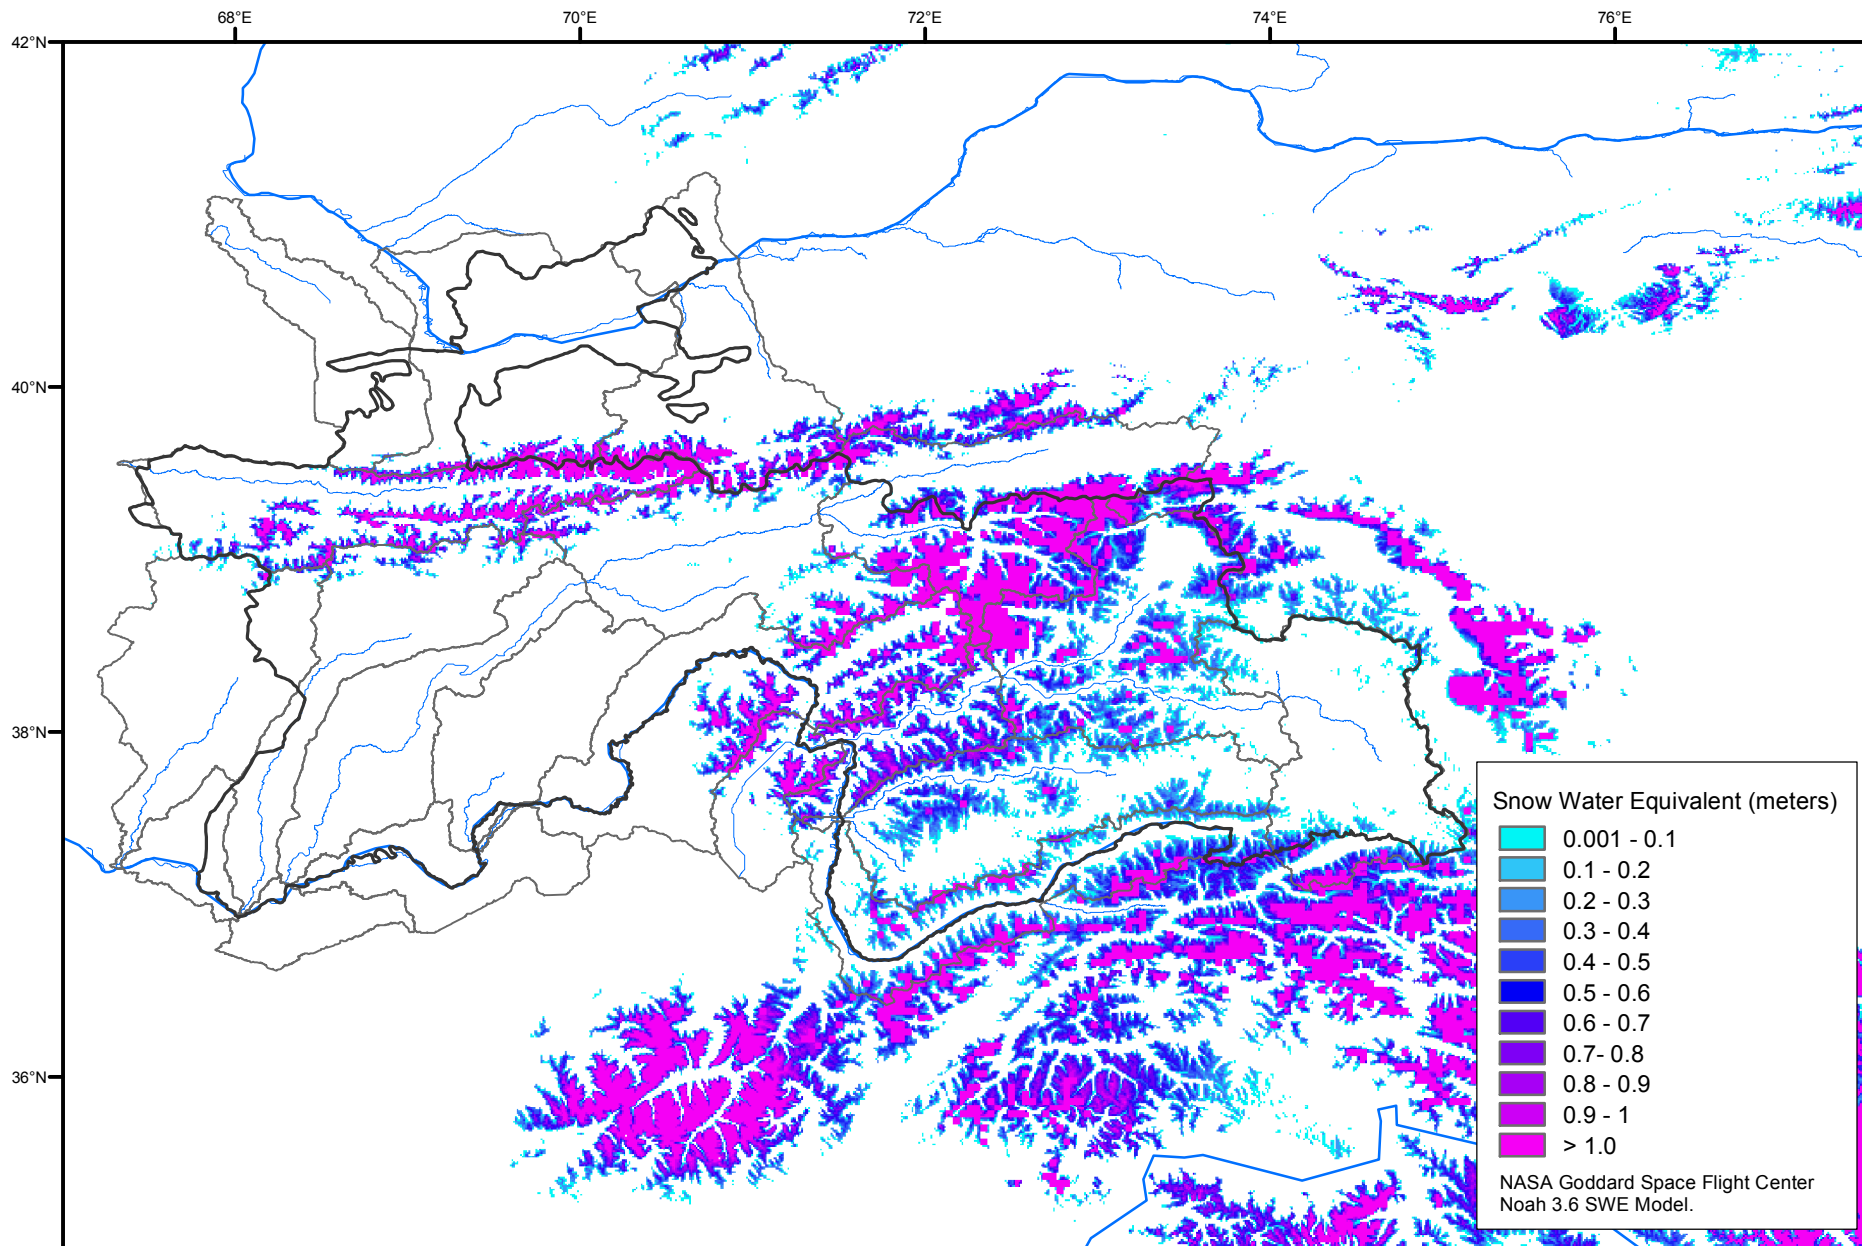 68°E
70°E
72°E
74°E
76°E
42°N
40°N
38°N
36°N
Snow Water Equivalent (meters)
0.001 - 0.1
0.1 - 0.2
0.2 - 0.3
0.3 - 0.4
0.4 - 0.5
0.5 - 0.6
0.6 - 0.7
0.7- 0.8
0.8 - 0.9
0.9 - 1
> 1.0
NASA Goddard Space Flight Center
Noah 3.6 SWE Model.